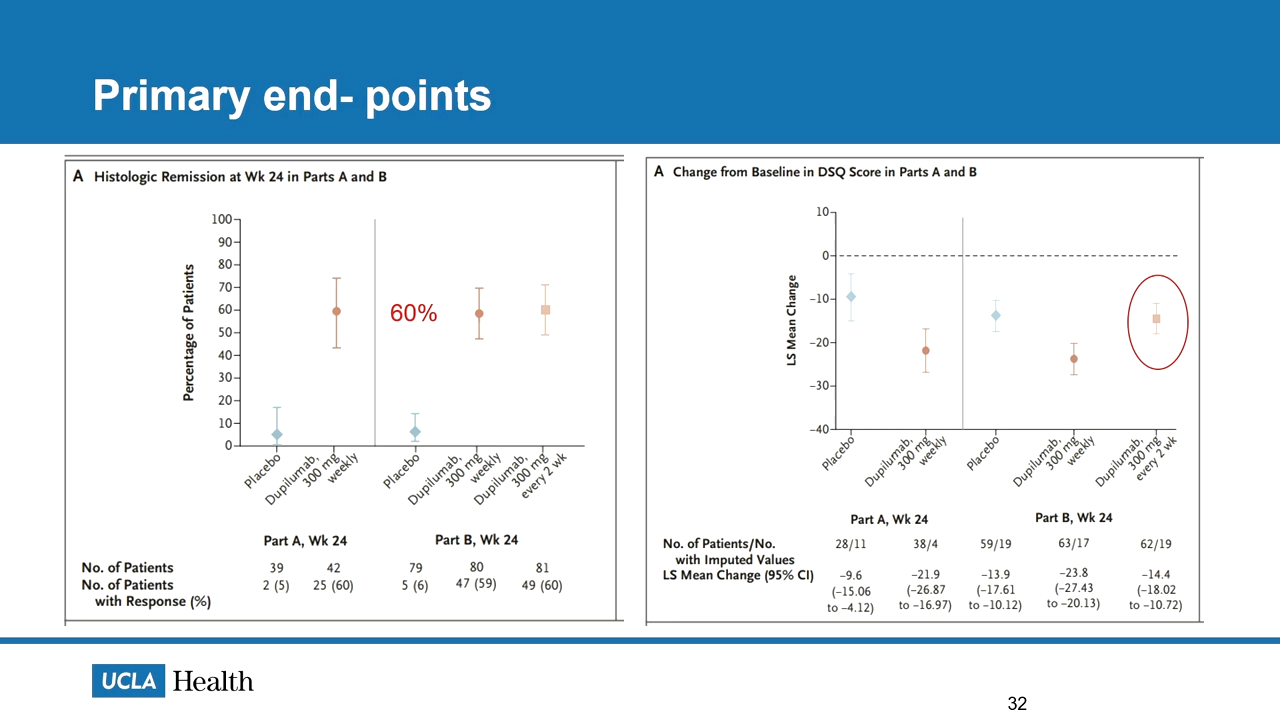 Primary end- points
A Histologic Remission at Wk 24 in Parts A and B
Percentage of Patients
100
90
80
70
60
50
40
30
20
10
0
60%
Placebo
Dupilumab,
300 mg
weekly
Placebo
Dupilumab,
300 mg
weekly
Dupilumab,
300 mg
every 2 wk
Part A, Wk 24
Part B, Wk 24
No. of Patients 39 42 79 80 81
No. of Patients 2 (5) 25 (60) 5 (6) 47 (59) 49 (60)
with Response (%)
A Change from Baseline in DSQ Score in Parts A and B
LS Mean Change
10
0
–10
–20
–30
–40
Placebo
Dupilumab,
300 mg
weekly
Placebo
Dupilumab,
300 mg
weekly
Dupilumab,
300 mg
every 2 wk
Part A, Wk 24
Part B, Wk 24
No. of Patients/No. 28/11 38/4 59/19 63/17 62/19
with Imputed Values
LS Mean Change (95% CI) –9.6 –21.9 –13.9 –23.8 –14.4
(–15.06 (–26.87 (–17.61 (–27.43 (–18.02
to –4.12) to –16.97) to –10.12) to –20.13) to –10.72)
UCLA Health
32